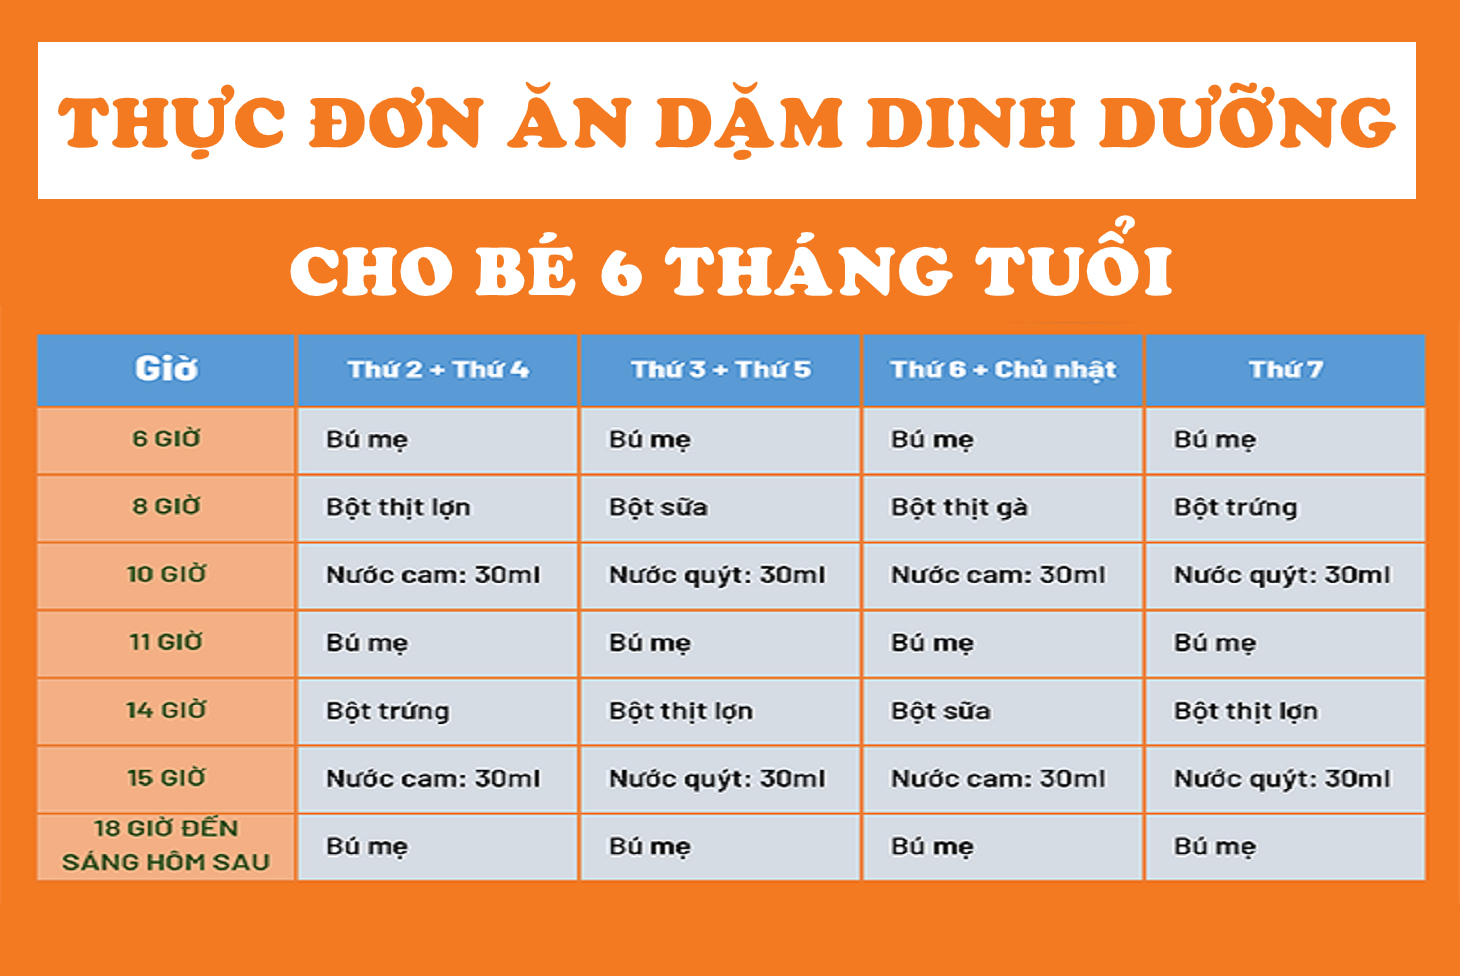 THỰC ĐƠN ĂN DẶM DINH DƯỠNG
CHO BÉ 6 THÁNG TUỔI
Giờ Thứ 2 + Thứ 4 Thứ 3 + Thứ 5 Thứ 6 + Chủ nhật Thứ 7
6 GIỜ Bú mẹ Bú mẹ Bú mẹ Bú mẹ
8 GIỜ Bột thịt lợn Bột sữa Bột thịt gà Bột trứng
10 GIỜ Nước cam: 30ml Nước quýt: 30ml Nước cam: 30ml Nước quýt: 30ml
11 GIỜ Bú mẹ Bú mẹ Bú mẹ Bú mẹ
14 GIỜ Bột trứng Bột thịt lợn Bột sữa Bột thịt lợn
15 GIỜ Nước cam: 30ml Nước quýt: 30ml Nước cam: 30ml Nước quýt: 30ml
18 GIỜ ĐẾN
SÁNG HÔM SAU Bú mẹ Bú mẹ Bú mẹ Bú mẹ